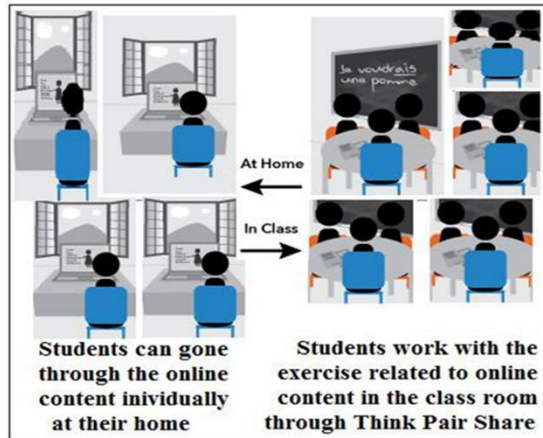 Je voudrais
une pomme
At Home
In Class
Students can gone
through the online
content inividually
at their home
Students work with the
exercise related to online
content in the class room
through Think Pair Share